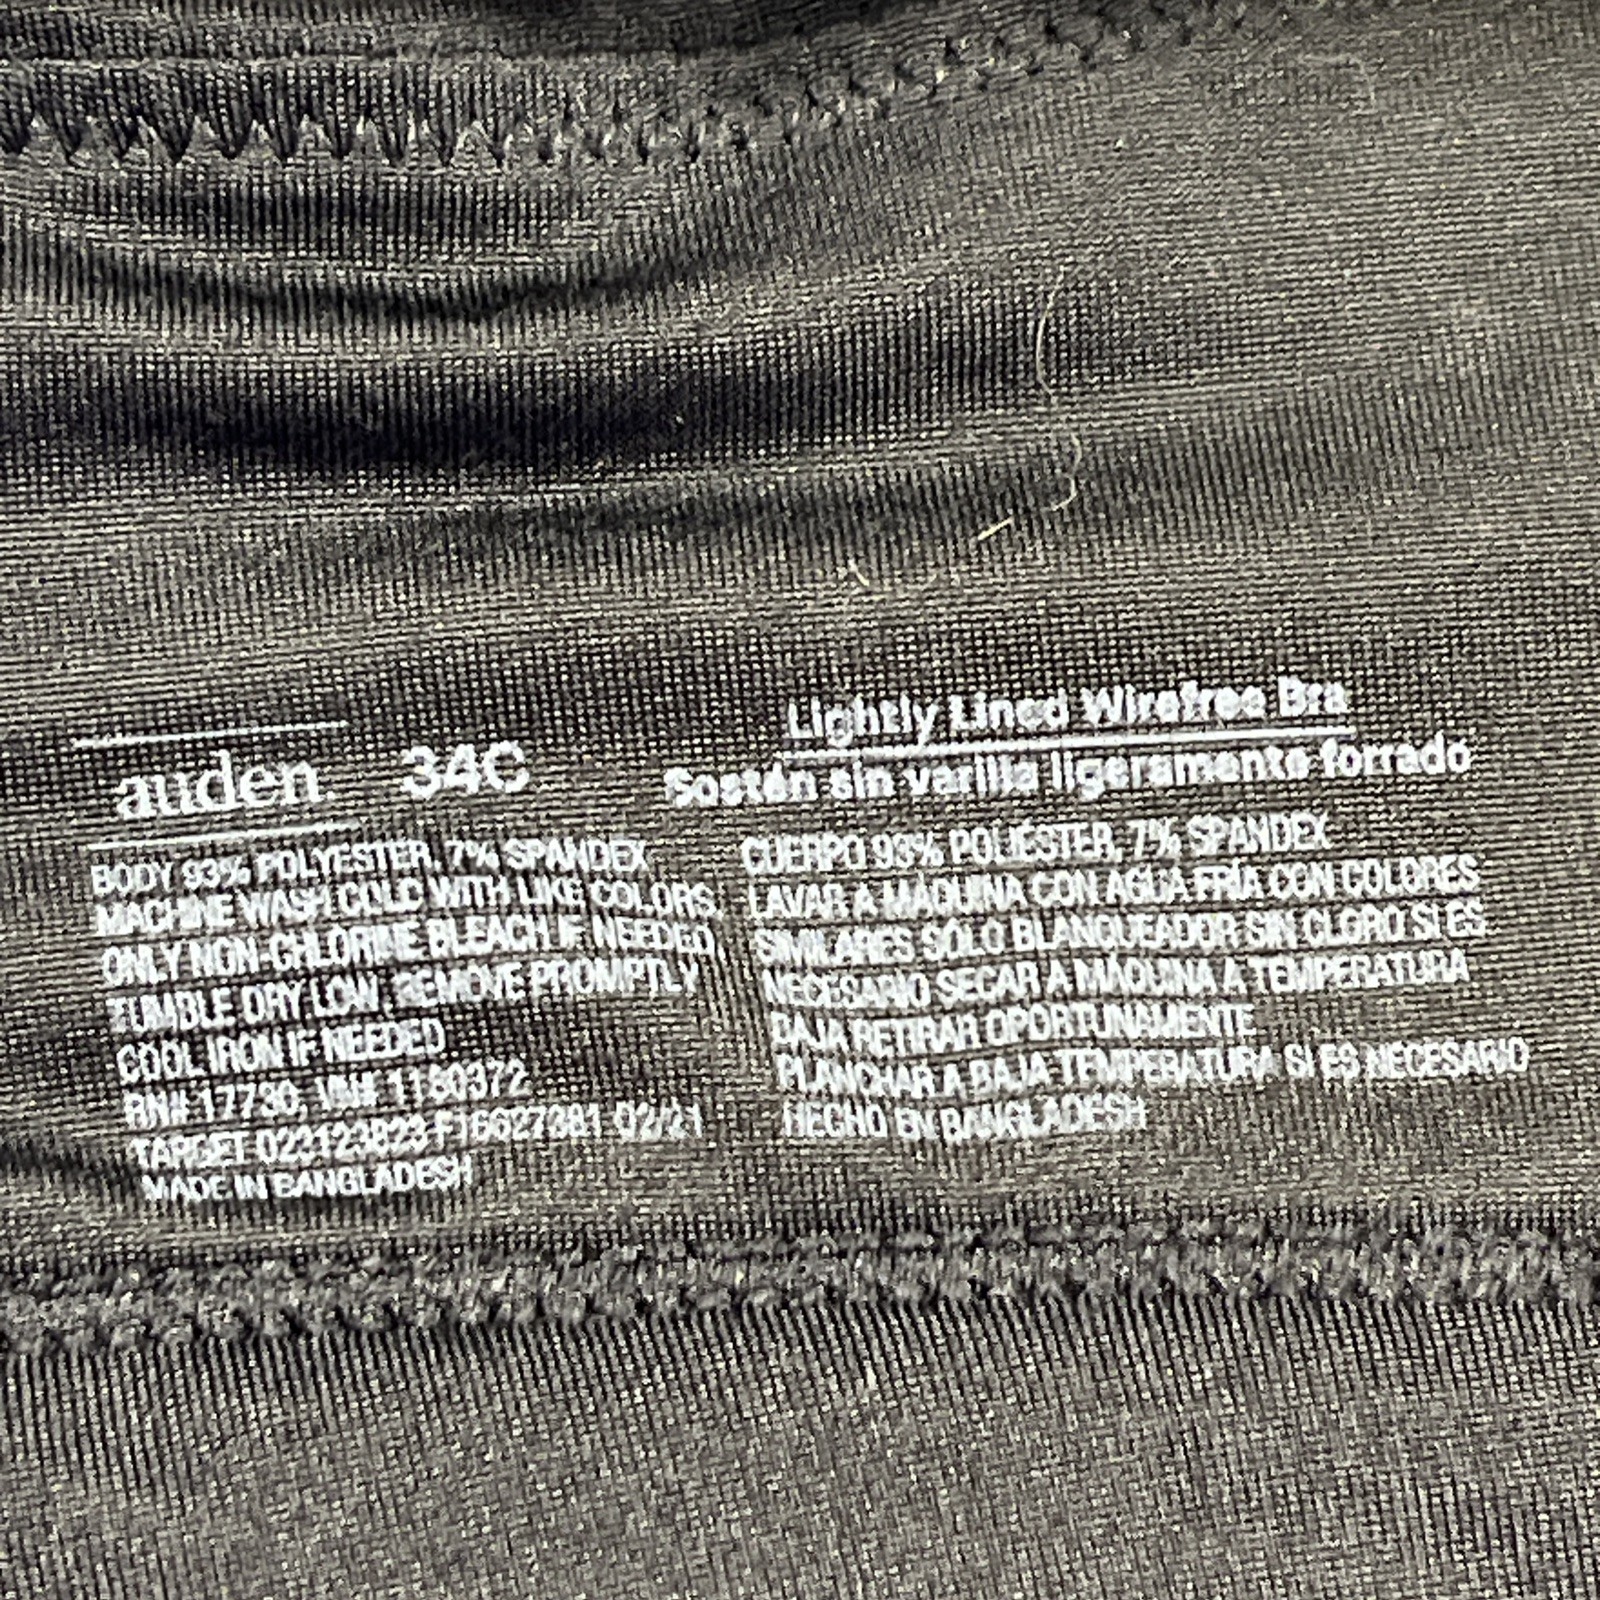 auden. 34C
BODY 93% POLYESTER, 7% SPANDEX
MACHINE WASH COLD WITH LIKE COLORS
ONLY NON-CHLORINE BLEACH IF NEEDED
TUMBLE DRY LOW, REMOVE PROMPTLY
COOL IRON IF NEEDED
RN# 17730, VN# 1180372
TARGET 023123823 02/21
MADE IN BANGLADESH
Lightly Lined Wirefree Bra
Sostén sin varilla ligeramente forrado
CUERPO 93% POLIÉSTER, 7% SPANDEX
LAVAR A MÁQUINA CON AGUA FRÍA CON COLORES
SIMILARES SÓLO BLANQUEADOR SIN CLORO SI ES
NECESARIO SECAR A MÁQUINA A TEMPERATURA
BAJA RETIRAR OPORTUNAMENTE
PLANCHAR A BAJA TEMPERATURA SI ES NECESARIO
HECHO EN BANGLADESH